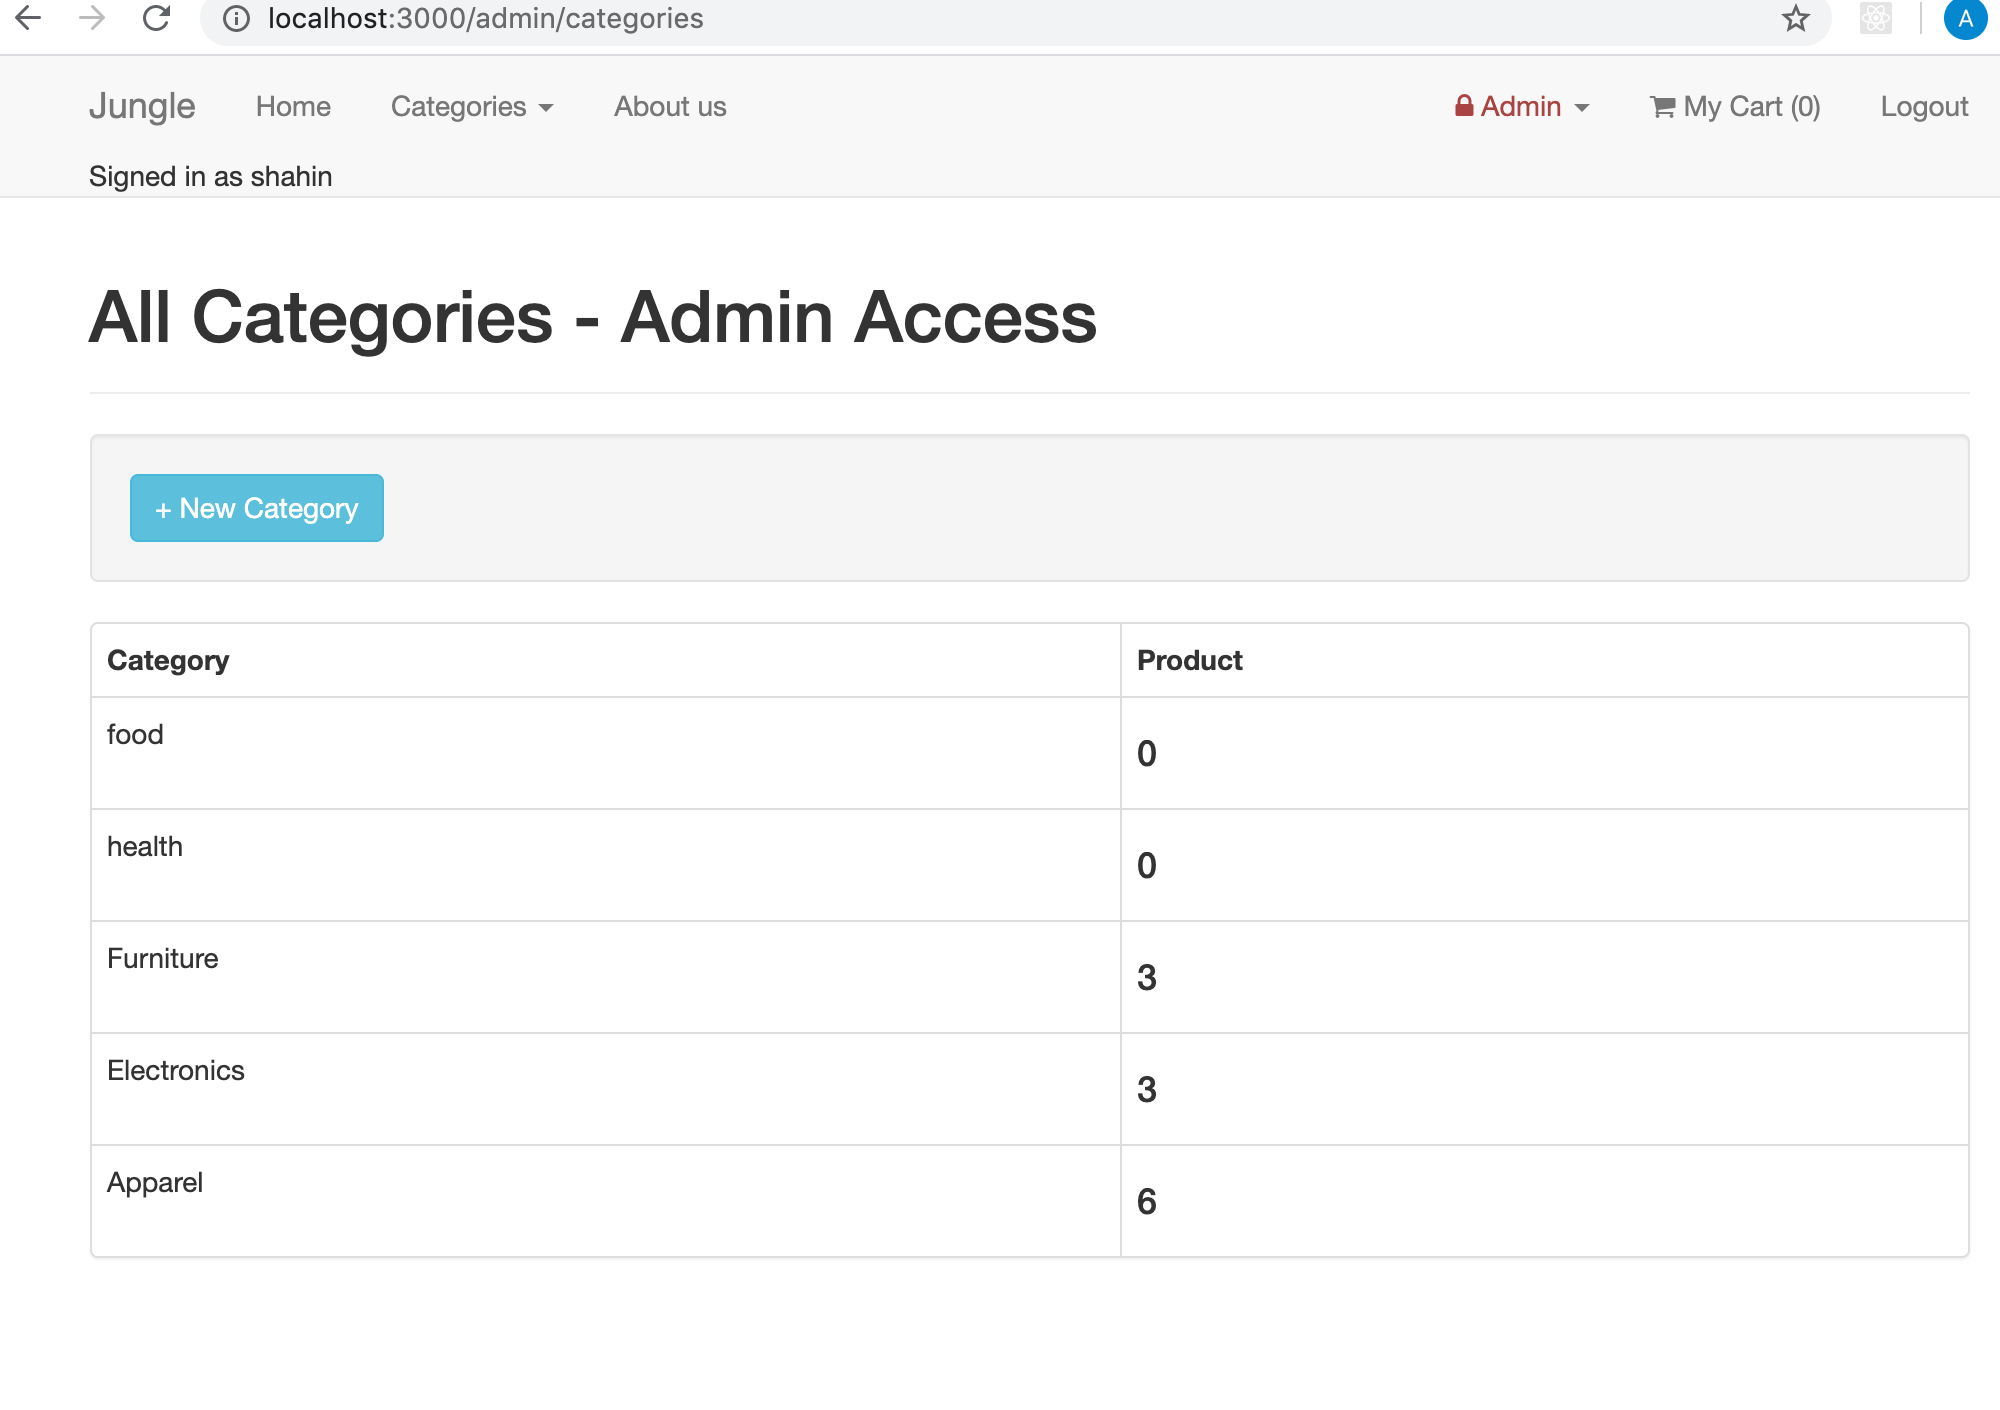 localhost:3000/admin/categories
A
Jungle Home Categories About us Admin My Cart (0) Logout
Signed in as shahin
All Categories - Admin Access
+ New Category
Category Product
food 0
health 0
Furniture 3
Electronics 3
Apparel 6